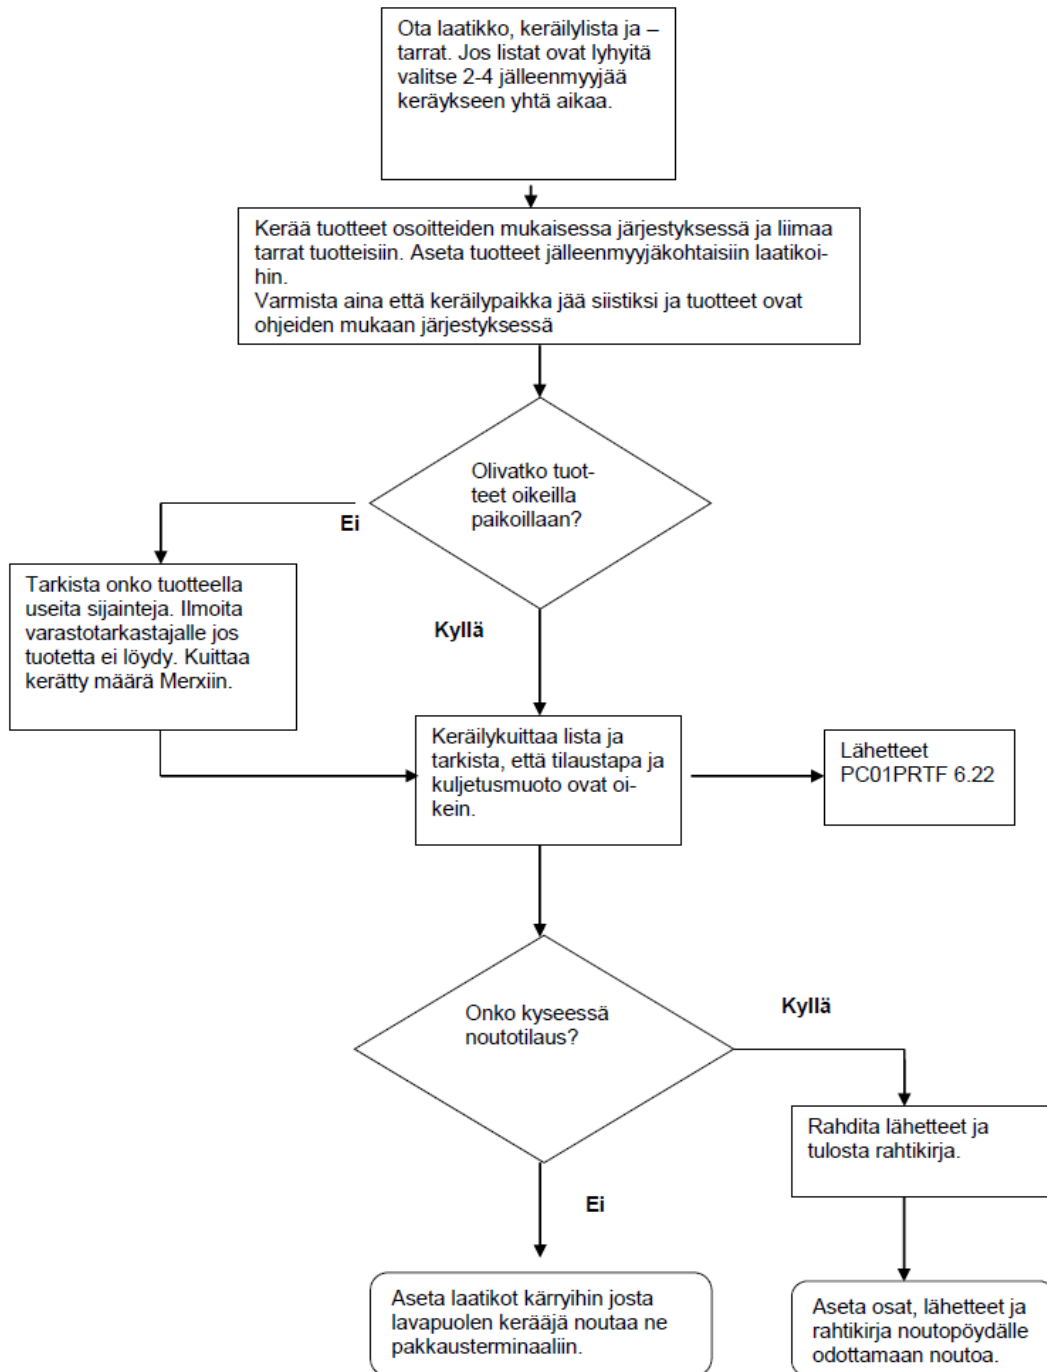 Ota laatikko, keräilylista ja –
tarrat. Jos listat ovat lyhyitä
valitse 2-4 jälleenmyyjää
keräykseen yhtä aikaa.
Kerää tuotteet osoitteiden mukaisessa järjestyksessä ja liimaa
tarrat tuotteisiin. Aseta tuotteet jälleenmyyjäkohtaisiin laatikoi-
hin.
Varmista aina että keräilypaikka jää siistiksi ja tuotteet ovat
ohjeiden mukaan järjestyksessä
Olivatko tuot-
teet oikeilla
paikoillaan?
Ei
Tarkista onko tuotteella
useita sijainteja. Ilmoita
varastotarkastajalle jos
tuotetta ei löydy. Kuittaa
kerätty määrä Merxiin.
Kyllä
Keräilykuittaa lista ja
tarkista, että tilaustapa ja
kuljetusmuoto ovat oi-
kein.
Lähetteet
PC01PRTF 6.22
Onko kyseessä
noutotilaus?
Kyllä
Rahdita lähetteet ja
tulosta rahtikirja.
Ei
Aseta laatikot kärryihin josta
lavapuolen kerääjä noutaa ne
pakkausterminaaliin.
Aseta osat, lähetteet ja
rahtikirja noutopöydälle
odottamaan noutoa.